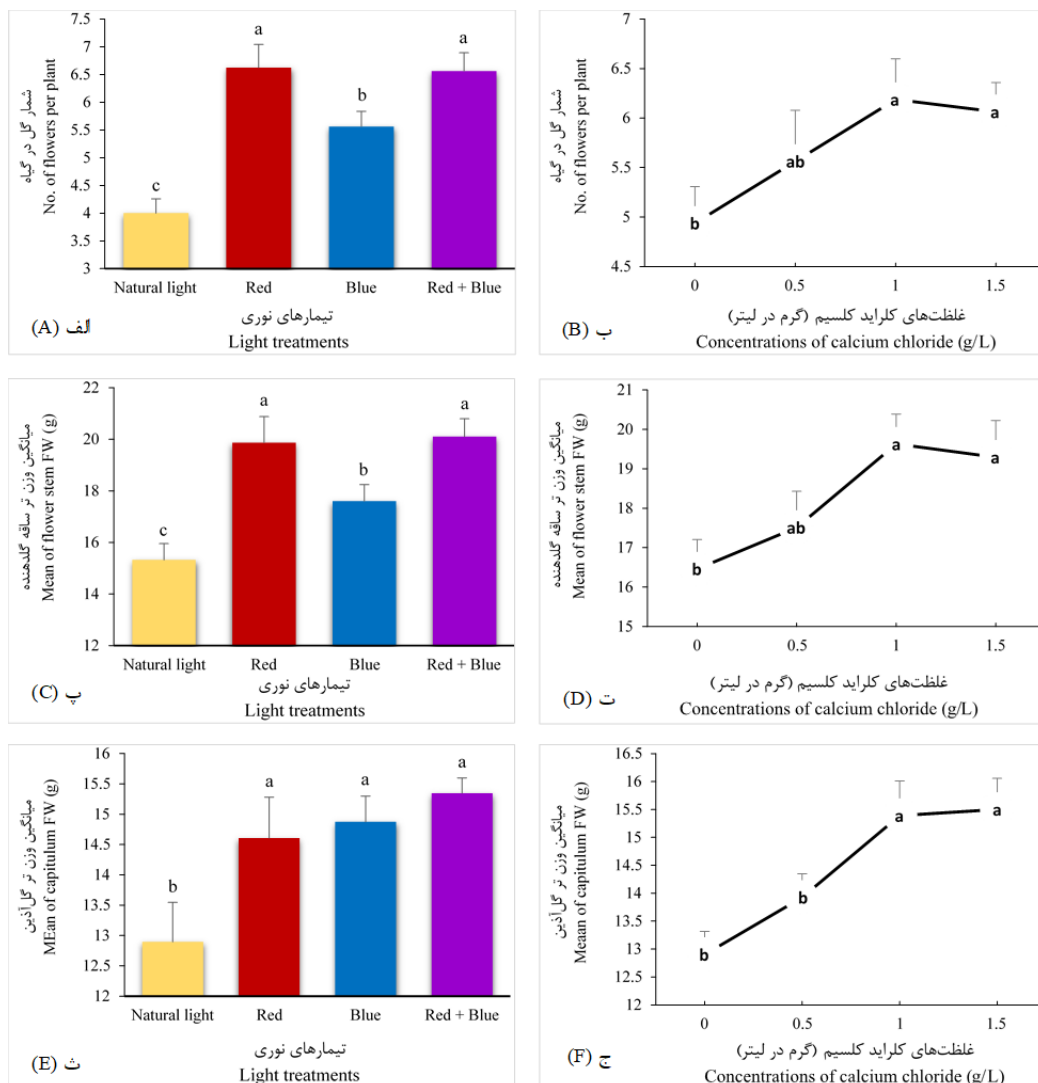 شمار گل در گیاه
No. of flowers per plant
7
6.5
6
5.5
5
4.5
4
3.5
3
c
a
b
a
Natural light Red Blue Red + Blue
تیمارهای نوری
Light treatments
(A) الف
شمار گل در گیاه
No. of flowers per plant
7
6.5
6
5.5
5
4.5
b
ab
a
a
0 0.5 1 1.5
غلظت‌های کلراید کلسیم (گرم در لیتر)
Concentrations of calcium chloride (g/L)
(B) ب
میانگین وزن تر ساقه گلدهنده
Mean of flower stem FW (g)
22
20
18
16
14
12
c
a
b
a
Natural light Red Blue Red + Blue
تیمارهای نوری
Light treatments
(C) پ
میانگین وزن تر ساقه گلدهنده
Mean of flower stem FW (g)
21
20
19
18
17
16
15
b
ab
a
a
0 0.5 1 1.5
غلظت‌های کلراید کلسیم (گرم در لیتر)
Concentrations of calcium chloride (g/L)
(D) ت
میانگین وزن تر گل‌آذین
MEan of capitulum FW (g)
16
15.5
15
14.5
14
13.5
13
12.5
12
b
a
a
a
Natural light Red Blue Red + Blue
تیمارهای نوری
Light treatments
(E) ث
میانگین وزن تر گل‌آذین
Meaan of capitulum FW (g)
16.5
16
15.5
15
14.5
14
13.5
13
12.5
12
b
b
a
a
0 0.5 1 1.5
غلظت‌های کلراید کلسیم (گرم در لیتر)
Concentrations of calcium chloride (g/L)
(F) ج